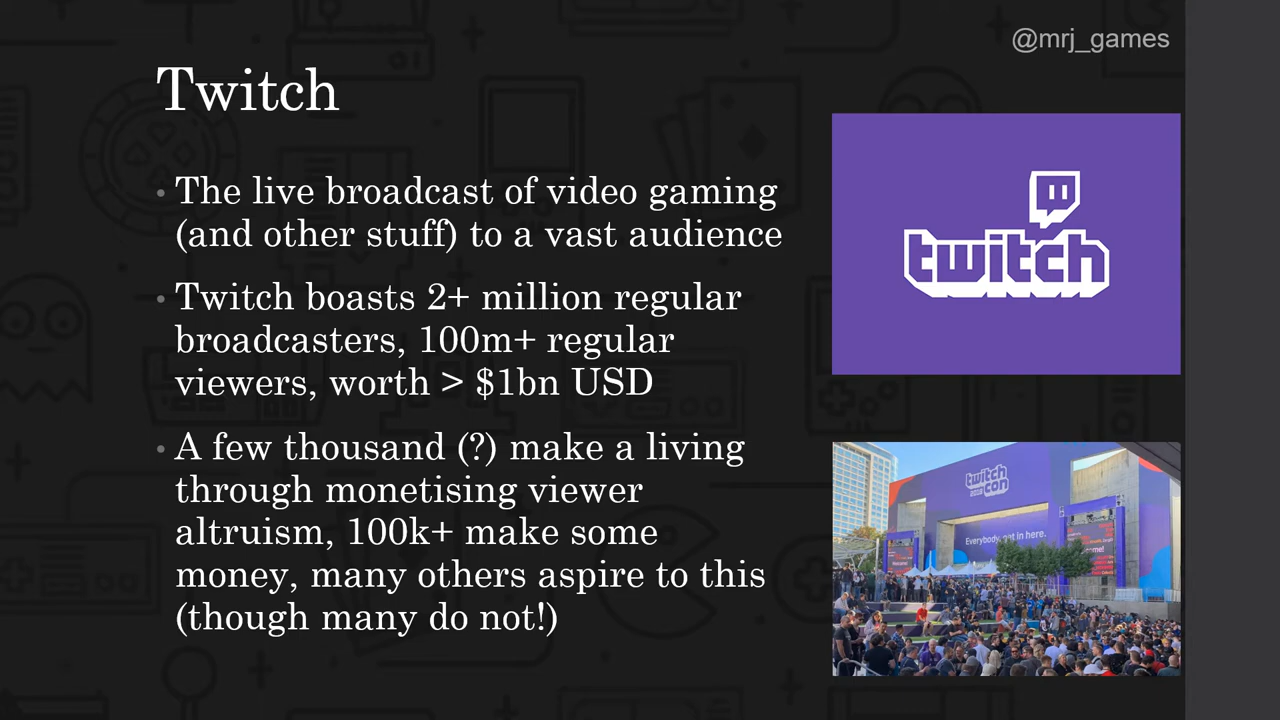 @mrj_games
Twitch
• The live broadcast of video gaming
(and other stuff) to a vast audience
• Twitch boasts 2+ million regular
broadcasters, 100m+ regular
viewers, worth > $1bn USD
• A few thousand (?) make a living
through monetising viewer
altruism, 100k+ make some
money, many others aspire to this
(though many do not!)
twitch
twitch
con
Everybody, get in here.